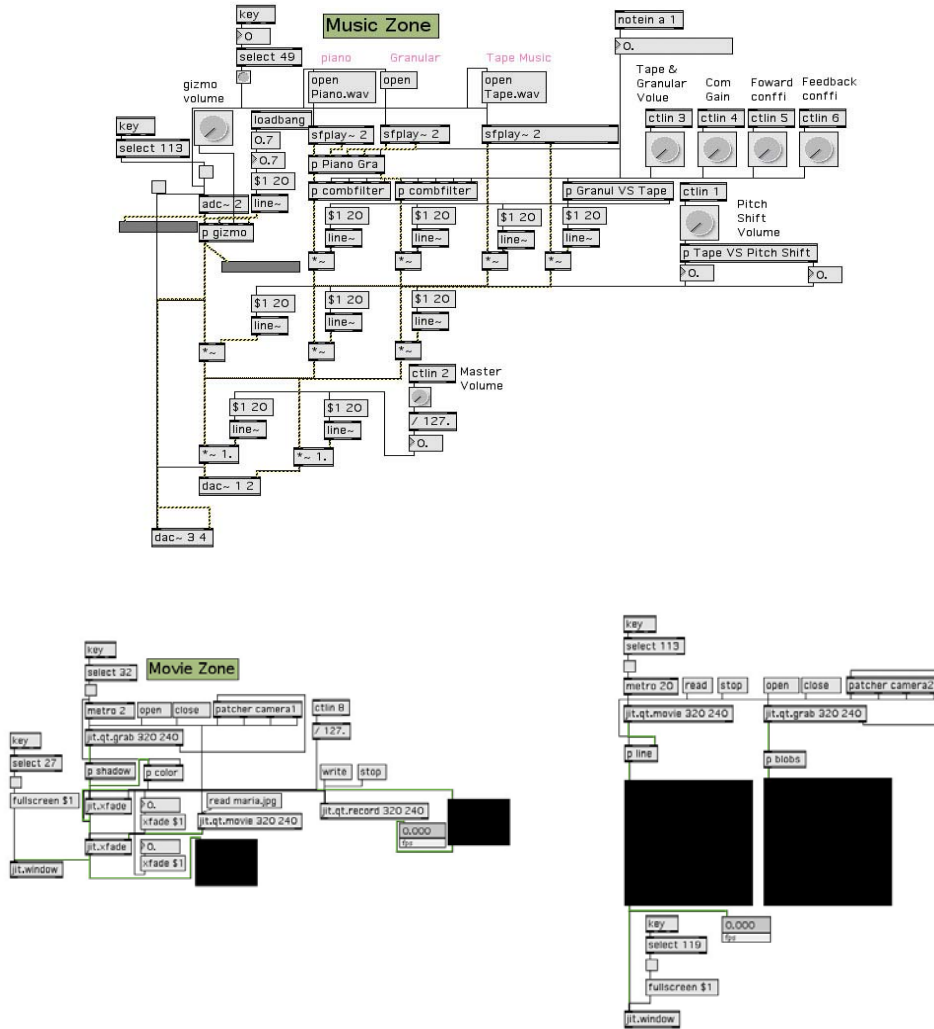 key
0
select 49
Music Zone
notein a 1
0.
piano
Granular
Tape Music
open
Piano.wav
open
open
Tape.wav
gizmo
volume
Tape &
Granular
Volue
Com
Gain
Foward
conffi
Feedback
conffi
key
select 113
loadbang
0.7
0.7
$1 20
line~
sfplay~ 2
sfplay~ 2
sfplay~ 2
ctlin 3
ctlin 4
ctlin 5
ctlin 6
p Piano Gra
p combfilter
p combfilter
p Granul VS Tape
ctlin 1
adc~ 2
p gizmo
$1 20
$1 20
$1 20
$1 20
line~
line~
line~
line~
Pitch
Shift
Volume
*~
*~
*~
*~
p Tape VS Pitch Shift
0.
0.
$1 20
$1 20
$1 20
line~
line~
line~
*~
*~
*~
ctlin 2
Master
Volume
$1 20
$1 20
/ 127.
line~
line~
0.
*~ 1.
*~ 1.
dac~ 1 2
dac~ 3 4
key
select 32
Movie Zone
metro 2
open
close
patcher camera1
ctlin 8
/ 127.
key
select 27
jit.qt.grab 320 240
p shadow
p color
write
stop
fullscreen $1
jit.xfade
0.
xfade $1
read maria.jpg
jit.qt.movie 320 240
jit.qt.record 320 240
0.000
fps
jit.xfade
0.
xfade $1
jit.window
key
select 113
metro 20
read
stop
open
close
patcher camera2
jit.qt.movie 320 240
jit.qt.grab 320 240
p line
p blobs
key
select 119
0.000
fps
fullscreen $1
jit.window